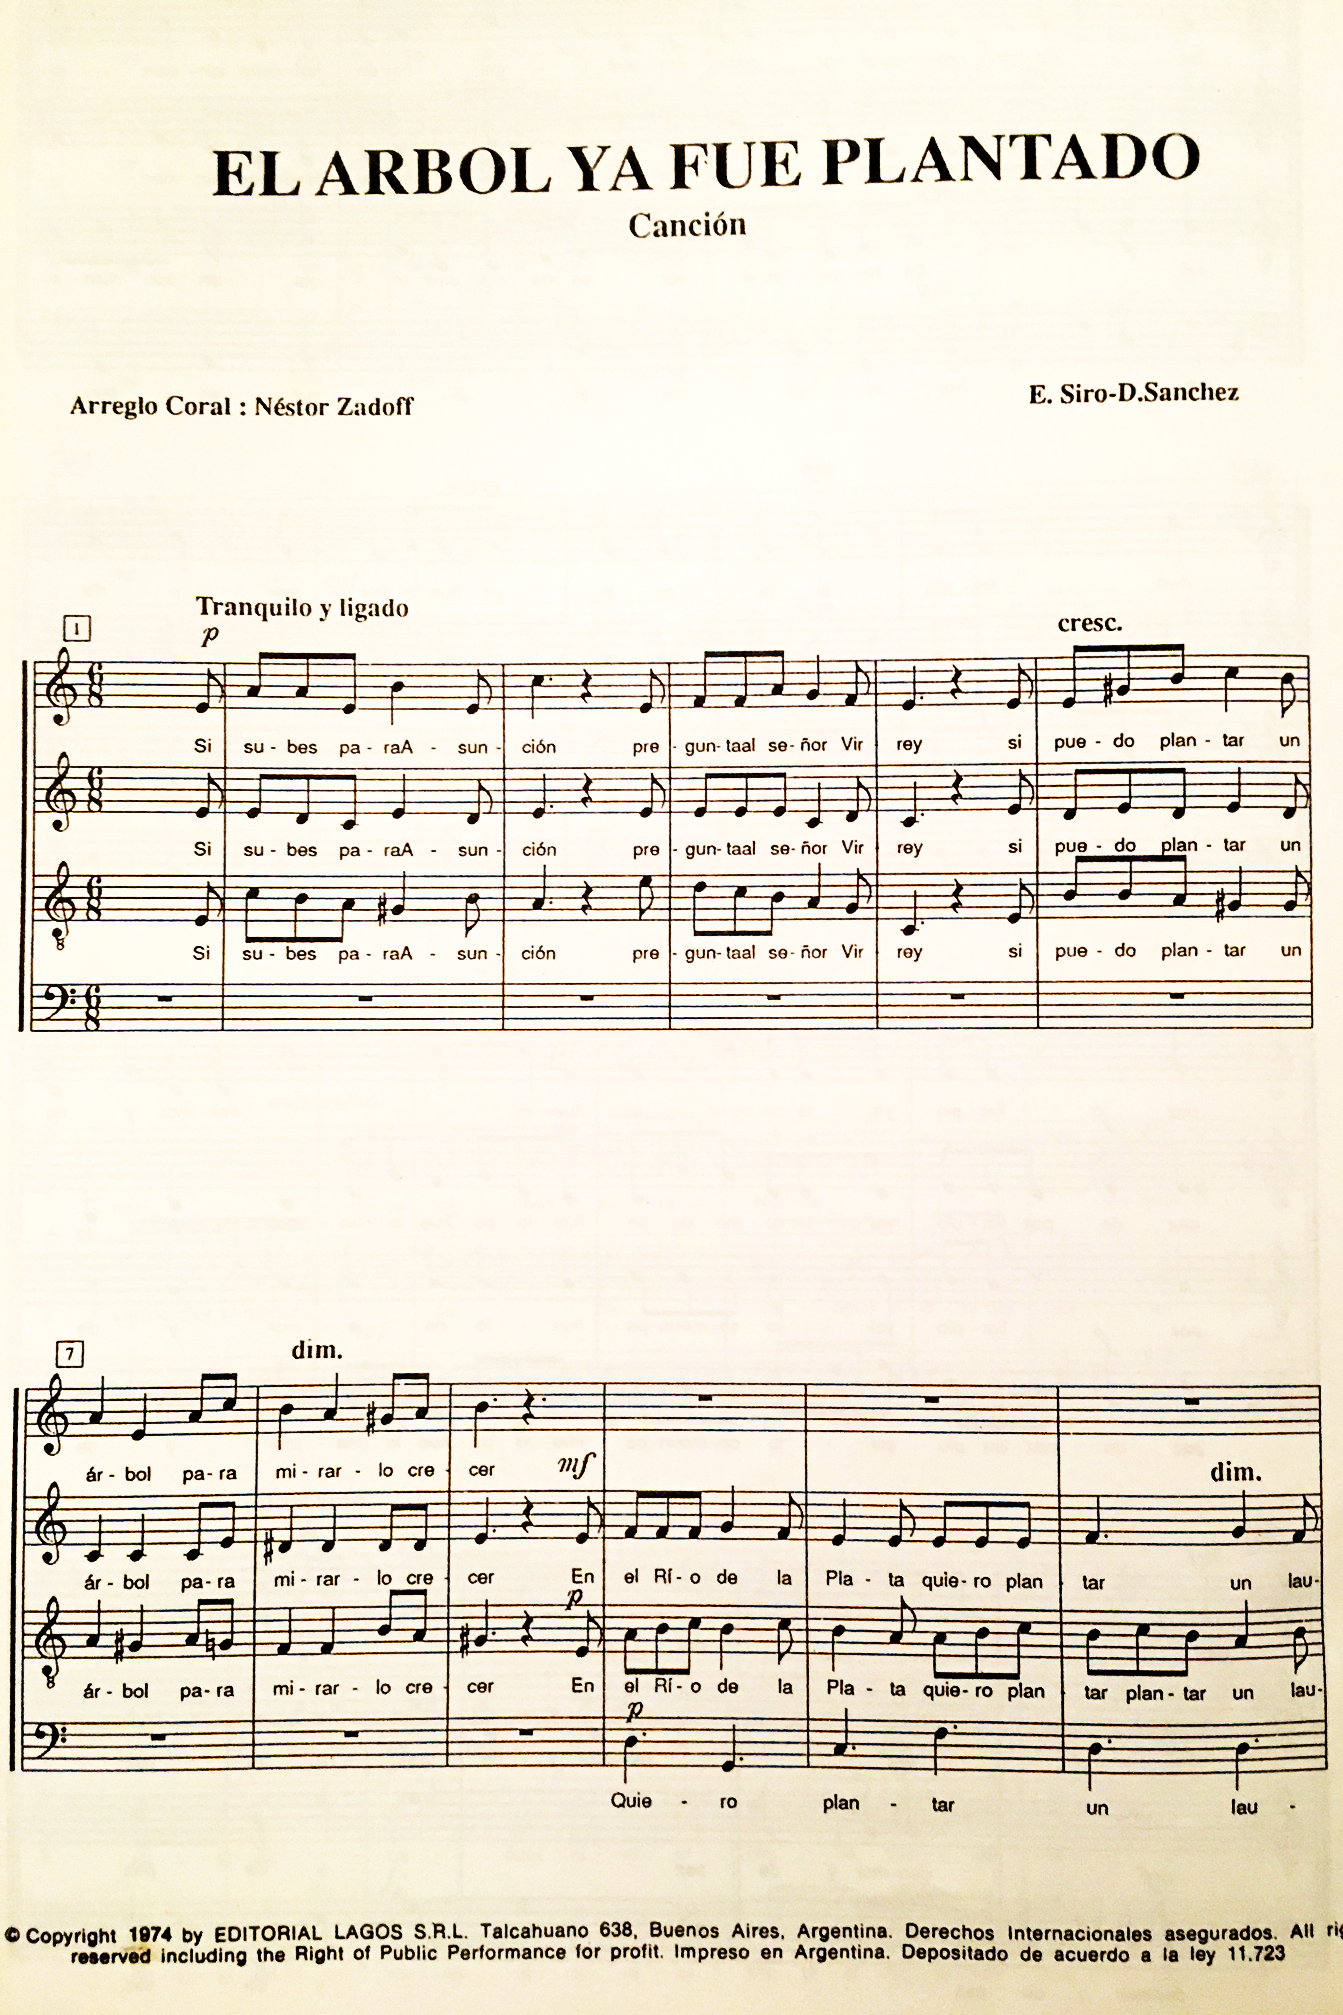 EL ARBOL YA FUE PLANTADO
Canción
Arreglo Coral : Néstor Zadoff
E. Siro-D.Sanchez
Tranquilo y ligado
1
p
cresc.
Si su - bes pa - raA - sun - ción pre - gun- taal se- ñor Vir rey si pue - do plan - tar un
Si su - bes pa - raA - sun - ción pre - gun- taal se- ñor Vir rey si pue - do plan - tar un
Si su - bes pa - raA - sun - ción pre - gun- taal se- ñor Vir rey si pue - do plan - tar un
7
dim.
ár - bol pa- ra mi - rar - lo cre - cer
mf
dim.
ár - bol pa- ra mi - rar - lo cre - cer En el Rí- o de la Pla - ta quie- ro plan tar un lau-
p
ár - bol pa- ra mi - rar - lo cre - cer En el Rí- o de la Pla - ta quie- ro plan tar plan - tar un lau-
p
Quie - ro plan - tar un lau -
© Copyright 1974 by EDITORIAL LAGOS S.R.L. Talcahuano 638, Buenos Aires, Argentina. Derechos Internacionales asegurados. All rig
reserved including the Right of Public Performance for profit. Impreso en Argentina. Depositado de acuerdo a la ley 11.723